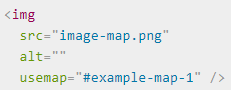 <img
  src="image-map.png"
  alt=""
  usemap="#example-map-1" />